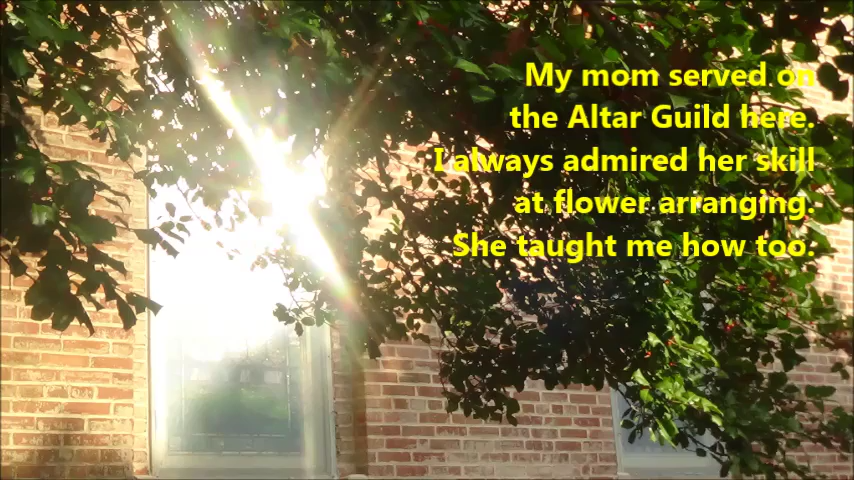 My mom served on
the Altar Guild here.
I always admired her skill
at flower arranging.
She taught me how too.